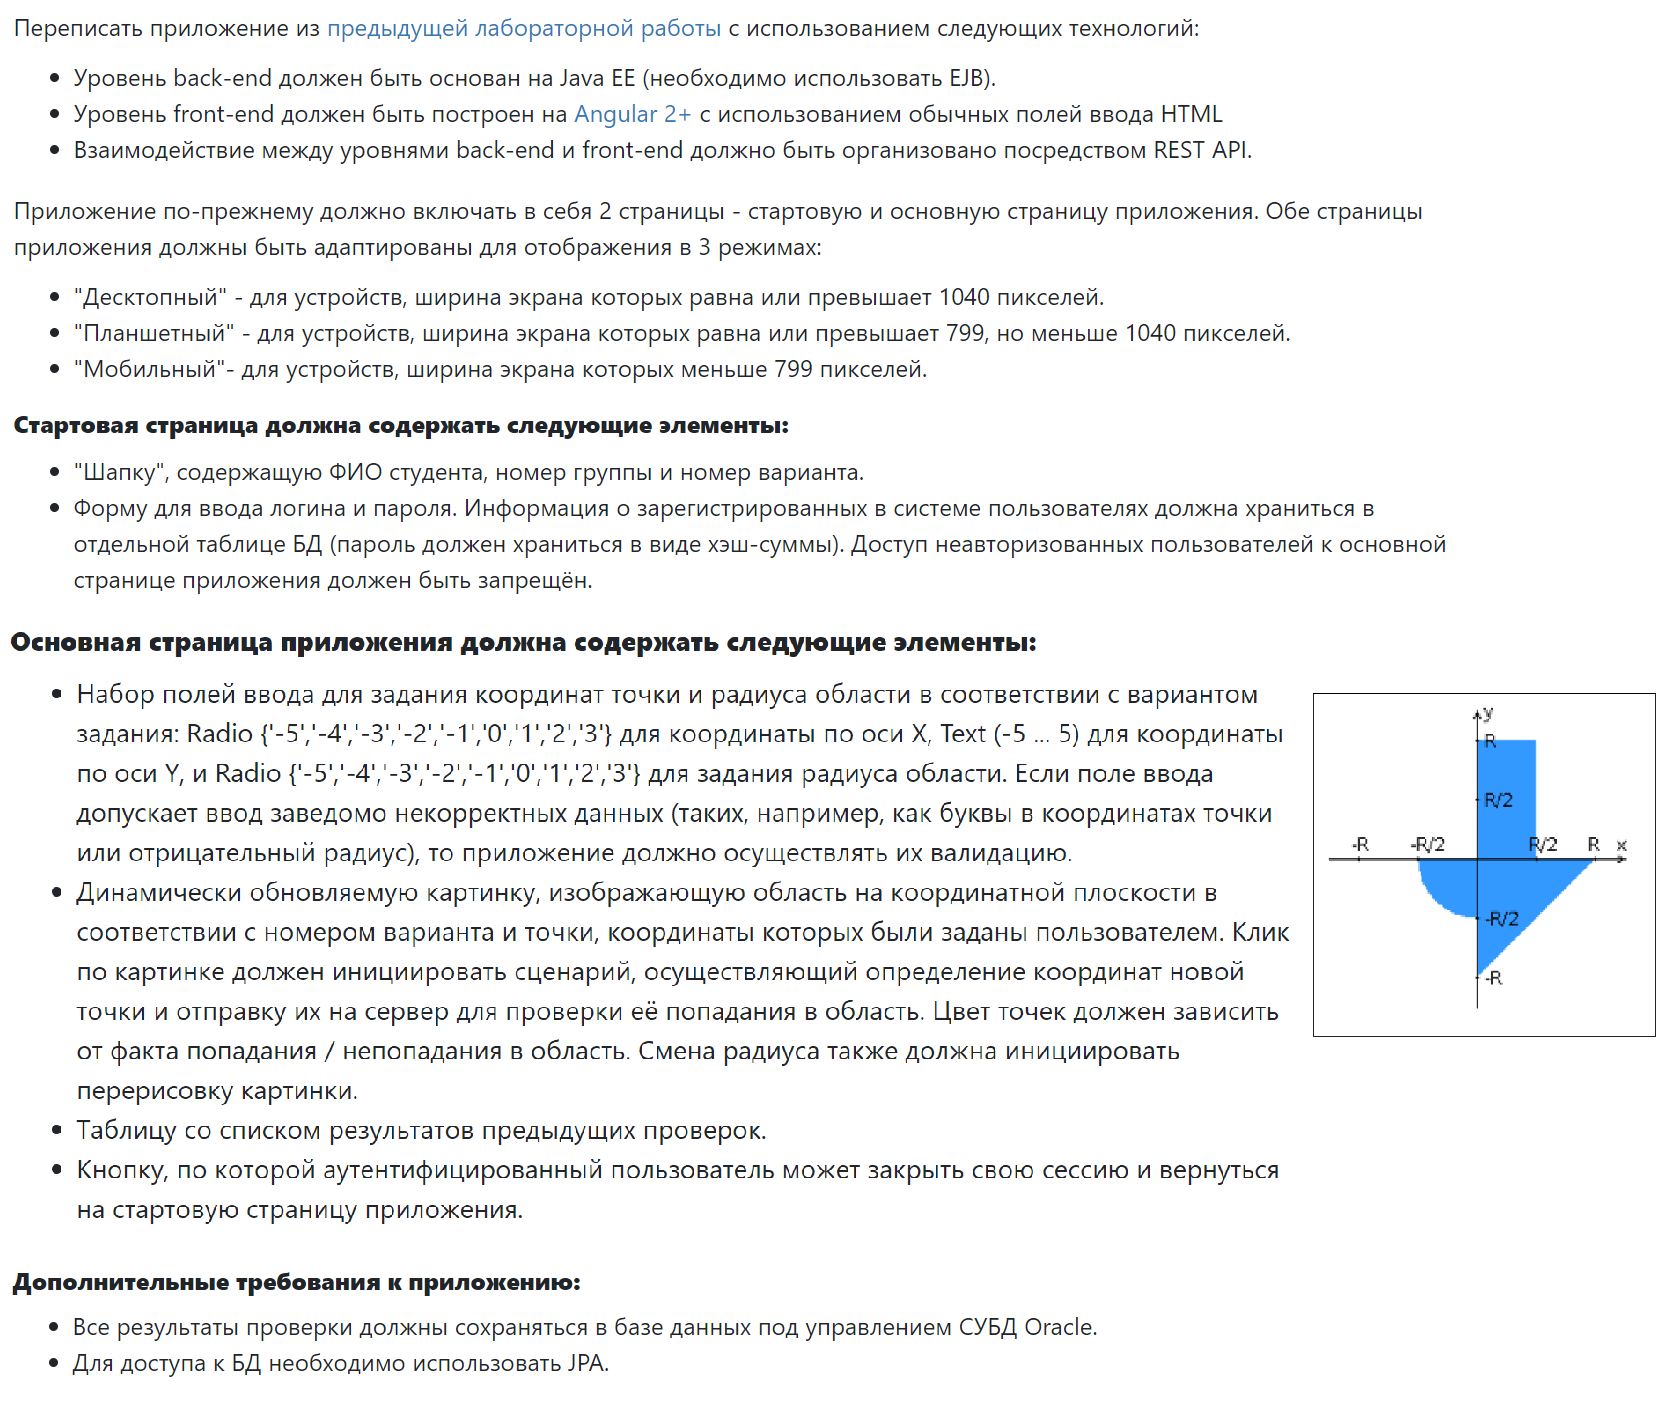 Переписать приложение из предыдущей лабораторной работы с использованием следующих технологий:
Уровень back-end должен быть основан на Java EE (необходимо использовать EJB).
Уровень front-end должен быть построен на Angular 2+ с использованием обычных полей ввода HTML
Взаимодействие между уровнями back-end и front-end должно быть организовано посредством REST API.
Приложение по-прежнему должно включать в себя 2 страницы - стартовую и основную страницу приложения. Обе страницы
приложения должны быть адаптированы для отображения в 3 режимах:
"Десктопный" - для устройств, ширина экрана которых равна или превышает 1040 пикселей.
"Планшетный" - для устройств, ширина экрана которых равна или превышает 799, но меньше 1040 пикселей.
"Мобильный"- для устройств, ширина экрана которых меньше 799 пикселей.
Стартовая страница должна содержать следующие элементы:
"Шапку", содержащую ФИО студента, номер группы и номер варианта.
Форму для ввода логина и пароля. Информация о зарегистрированных в системе пользователях должна храниться в
отдельной таблице БД (пароль должен храниться в виде хэш-суммы). Доступ неавторизованных пользователей к основной
странице приложения должен быть запрещён.
Основная страница приложения должна содержать следующие элементы:
Набор полей ввода для задания координат точки и радиуса области в соответствии с вариантом
задания: Radio {'-5','-4','-3','-2','-1','0','1','2','3'} для координаты по оси X, Text (-5 ... 5) для координаты
по оси Y, и Radio {'-5','-4','-3','-2','-1','0','1','2','3'} для задания радиуса области. Если поле ввода
допускает ввод заведомо некорректных данных (таких, например, как буквы в координатах точки
или отрицательный радиус), то приложение должно осуществлять их валидацию.
Динамически обновляемую картинку, изображающую область на координатной плоскости в
соответствии с номером варианта и точки, координаты которых были заданы пользователем. Клик
по картинке должен инициировать сценарий, осуществляющий определение координат новой
точки и отправку их на сервер для проверки её попадания в область. Цвет точек должен зависить
от факта попадания / непопадания в область. Смена радиуса также должна инициировать
перерисовку картинки.
Таблицу со списком результатов предыдущих проверок.
Кнопку, по которой аутентифицированный пользователь может закрыть свою сессию и вернуться
на стартовую страницу приложения.
y
R
R/2
-R -R/2 R/2 R x
-R/2
-R
Дополнительные требования к приложению:
Все результаты проверки должны сохраняться в базе данных под управлением СУБД Oracle.
Для доступа к БД необходимо использовать JPA.